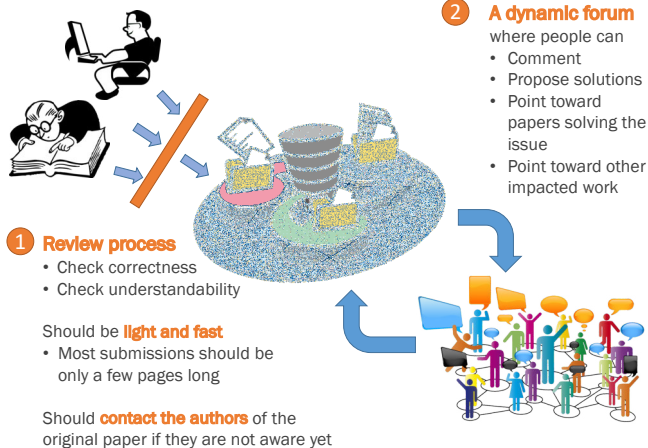 1 Review process
• Check correctness
• Check understandability
Should be light and fast
• Most submissions should be
only a few pages long
Should contact the authors of the
original paper if they are not aware yet
2 A dynamic forum
where people can
• Comment
• Propose solutions
• Point toward
papers solving the
issue
• Point toward other
impacted work